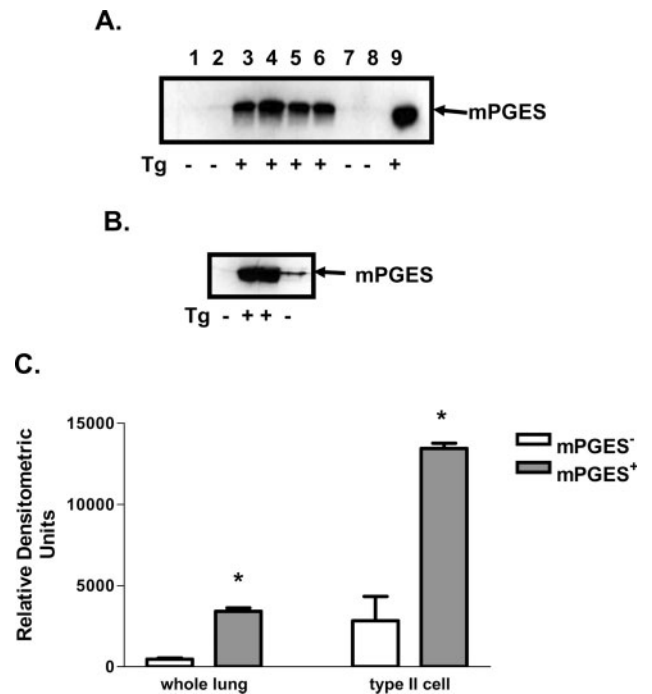 A.
1 2 3 4 5 6 7 8 9
mPGES
Tg - - + + + + - - +
B.
mPGES
Tg - + + -
C.
Relative Densitometric
Units
15000
10000
5000
0
*
*
whole lung
type II cell
mPGES⁻
mPGES⁺